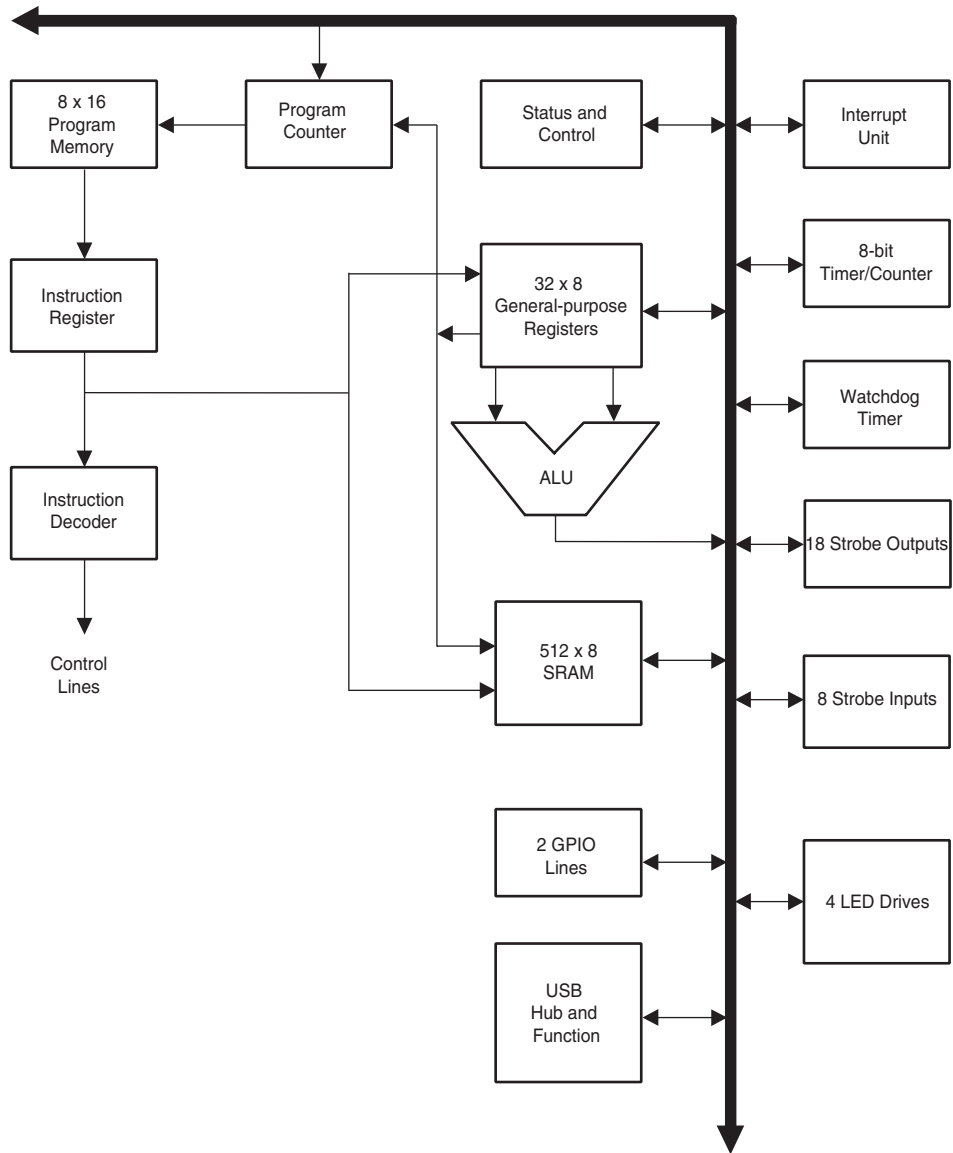 8 x 16
Program
Memory
Program
Counter
Status and
Control
Interrupt
Unit
8-bit
Timer/Counter
Instruction
Register
32 x 8
General-purpose
Registers
Watchdog
Timer
ALU
Instruction
Decoder
18 Strobe Outputs
Control
Lines
512 x 8
SRAM
8 Strobe Inputs
2 GPIO
Lines
4 LED Drives
USB
Hub and
Function